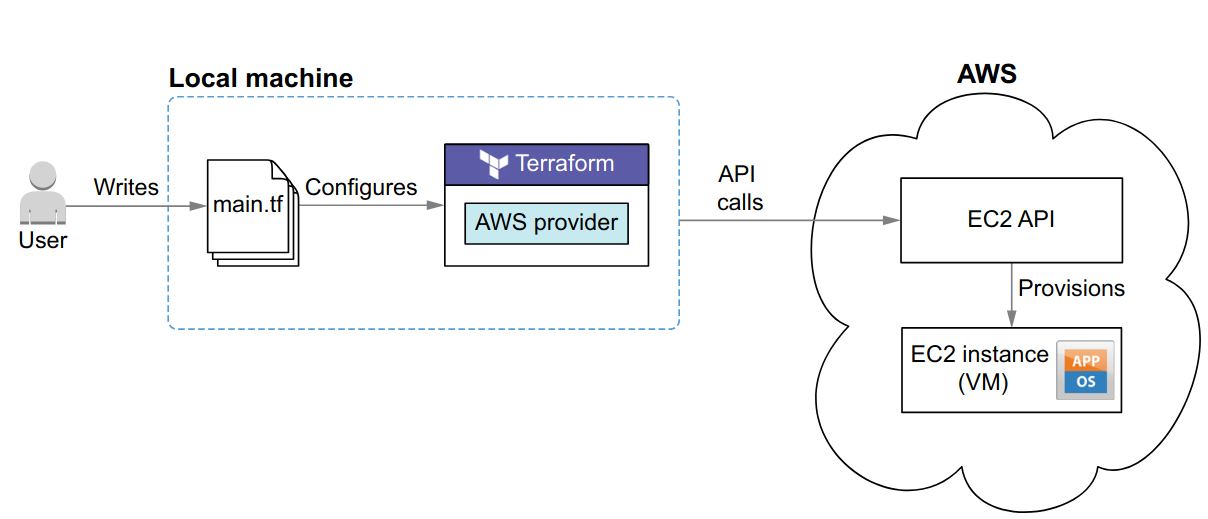 Local machine
AWS
Terraform
API
calls
Writes
main.tf
Configures
AWS provider
EC2 API
User
Provisions
EC2 instance
(VM)
APP
OS